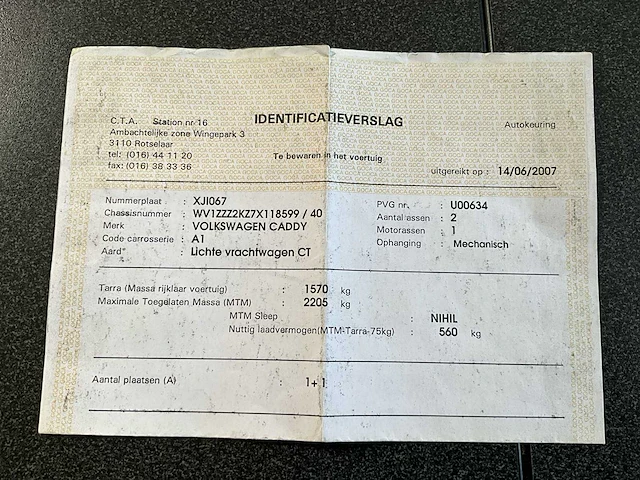 IDENTIFICATIEVERSLAG
Autokeuring
C.T.A. Station nr 16
Ambachtelijke zone Wingepark 3
3110 Rotselaar
tel: (016) 44 11 20
fax: (016) 38 33 36
Te bewaren in het voertuig
uitgereikt op : 14/06/2007
Nummerplaat : XJI067
Chassisnummer : WV1ZZZ2KZ7X118599 / 40
Merk : VOLKSWAGEN CADDY
Code carrosserie : A1
Aard* : Lichte vrachtwagen CT
PVG nr. : U00634
Aantal assen : 2
Motorassen : 1
Ophanging : Mechanisch
Tarra (Massa rijklaar voertuig) : 1570 kg
Maximale Toegelaten Massa (MTM) : 2205 kg
MTM Sleep : NIHIL
Nuttig laadvermogen(MTM-Tarra-75kg) : 560 kg
Aantal plaatsen (A) : 1+1